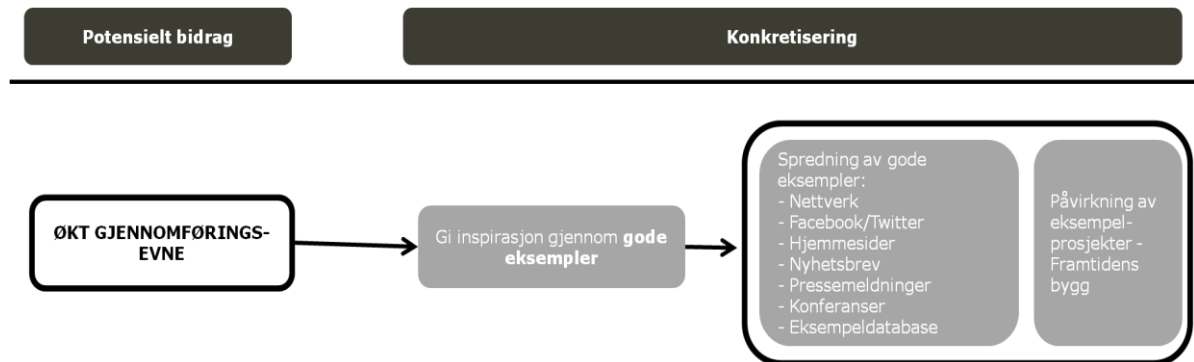 Potensielt bidrag
Konkretisering
ØKT GJENNOMFØRINGS-
EVNE
Gi inspirasjon gjennom gode
eksempler
Spredning av gode
eksempler:
- Nettverk
- Facebook/Twitter
- Hjemmesider
- Nyhetsbrev
- Pressemeldninger
- Konferanser
- Eksempeldatabase
Påvirkning av
eksempel-
prosjekter -
Framtidens
bygg